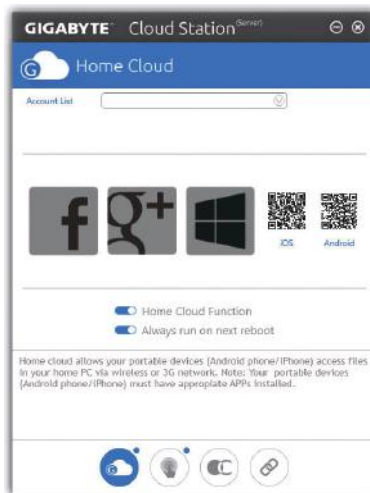 GIGABYTE™ Cloud Station (Server)
G Home Cloud
Account List
f g+
iOS Android
Home Cloud Function
Always run on next reboot
Home cloud allows your portable devices (Android phone/iPhone) access files
in your home PC via wireless or 3G network. Note: Your portable devices
(Android phone/iPhone) must have appropiate APPs installed.
G